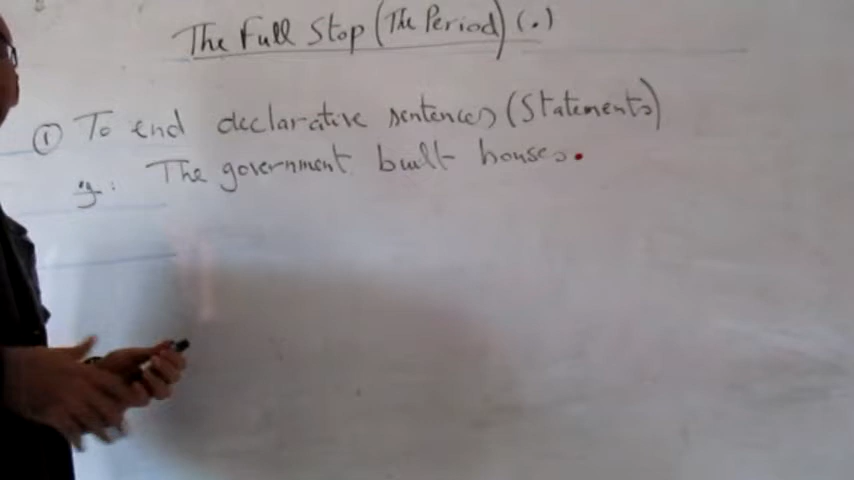 The Full Stop (The Period) (.)
① To end declarative sentences (Statements)
eg: The government built houses.